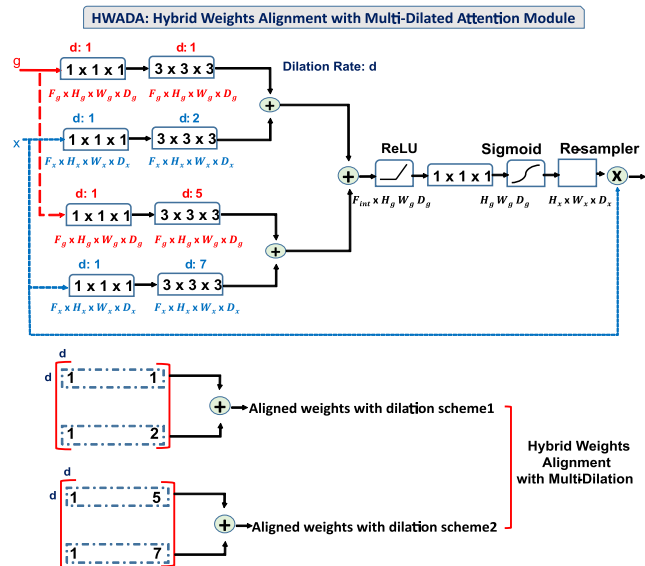 HWADA: Hybrid Weights Alignment with Multi-Dilated Attention Module
d: 1 d: 1
g 1 x 1 x 1 3 x 3 x 3 Dilation Rate: d
F_g x H_g x W_g x D_g F_g x H_g x W_g x D_g
+
d: 1 d: 2
x 1 x 1 x 1 3 x 3 x 3
F_x x H_x x W_x x D_x F_x x H_x x W_x x D_x
ReLU Sigmoid Resampler
+ 1 x 1 x 1 X
F_int x H_g W_g D_g H_g W_g D_g H_x x W_x x D_x
d: 1 d: 5
1 x 1 x 1 3 x 3 x 3
F_g x H_g x W_g x D_g F_g x H_g x W_g x D_g
+
d: 1 d: 7
1 x 1 x 1 3 x 3 x 3
F_x x H_x x W_x x D_x F_x x H_x x W_x x D_x
d
d 1 1
+ Aligned weights with dilation scheme1
1 2
Hybrid Weights
Alignment
with Multi-Dilation
d
d 1 5
+ Aligned weights with dilation scheme2
1 7